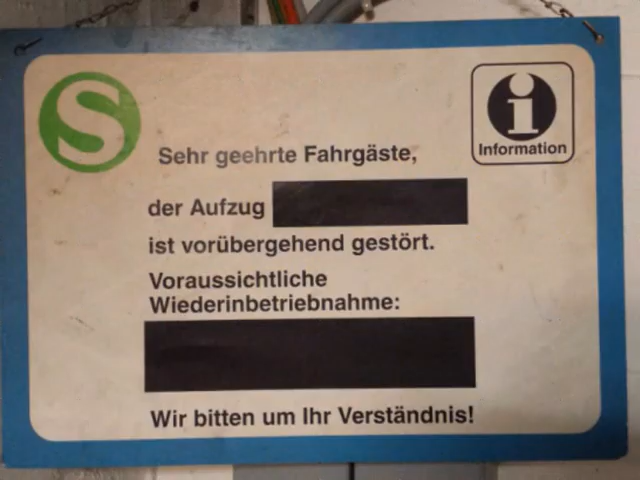 S
i
Information
Sehr geehrte Fahrgäste,
der Aufzug
ist vorübergehend gestört.
Voraussichtliche
Wiederinbetriebnahme:
Wir bitten um Ihr Verständnis!